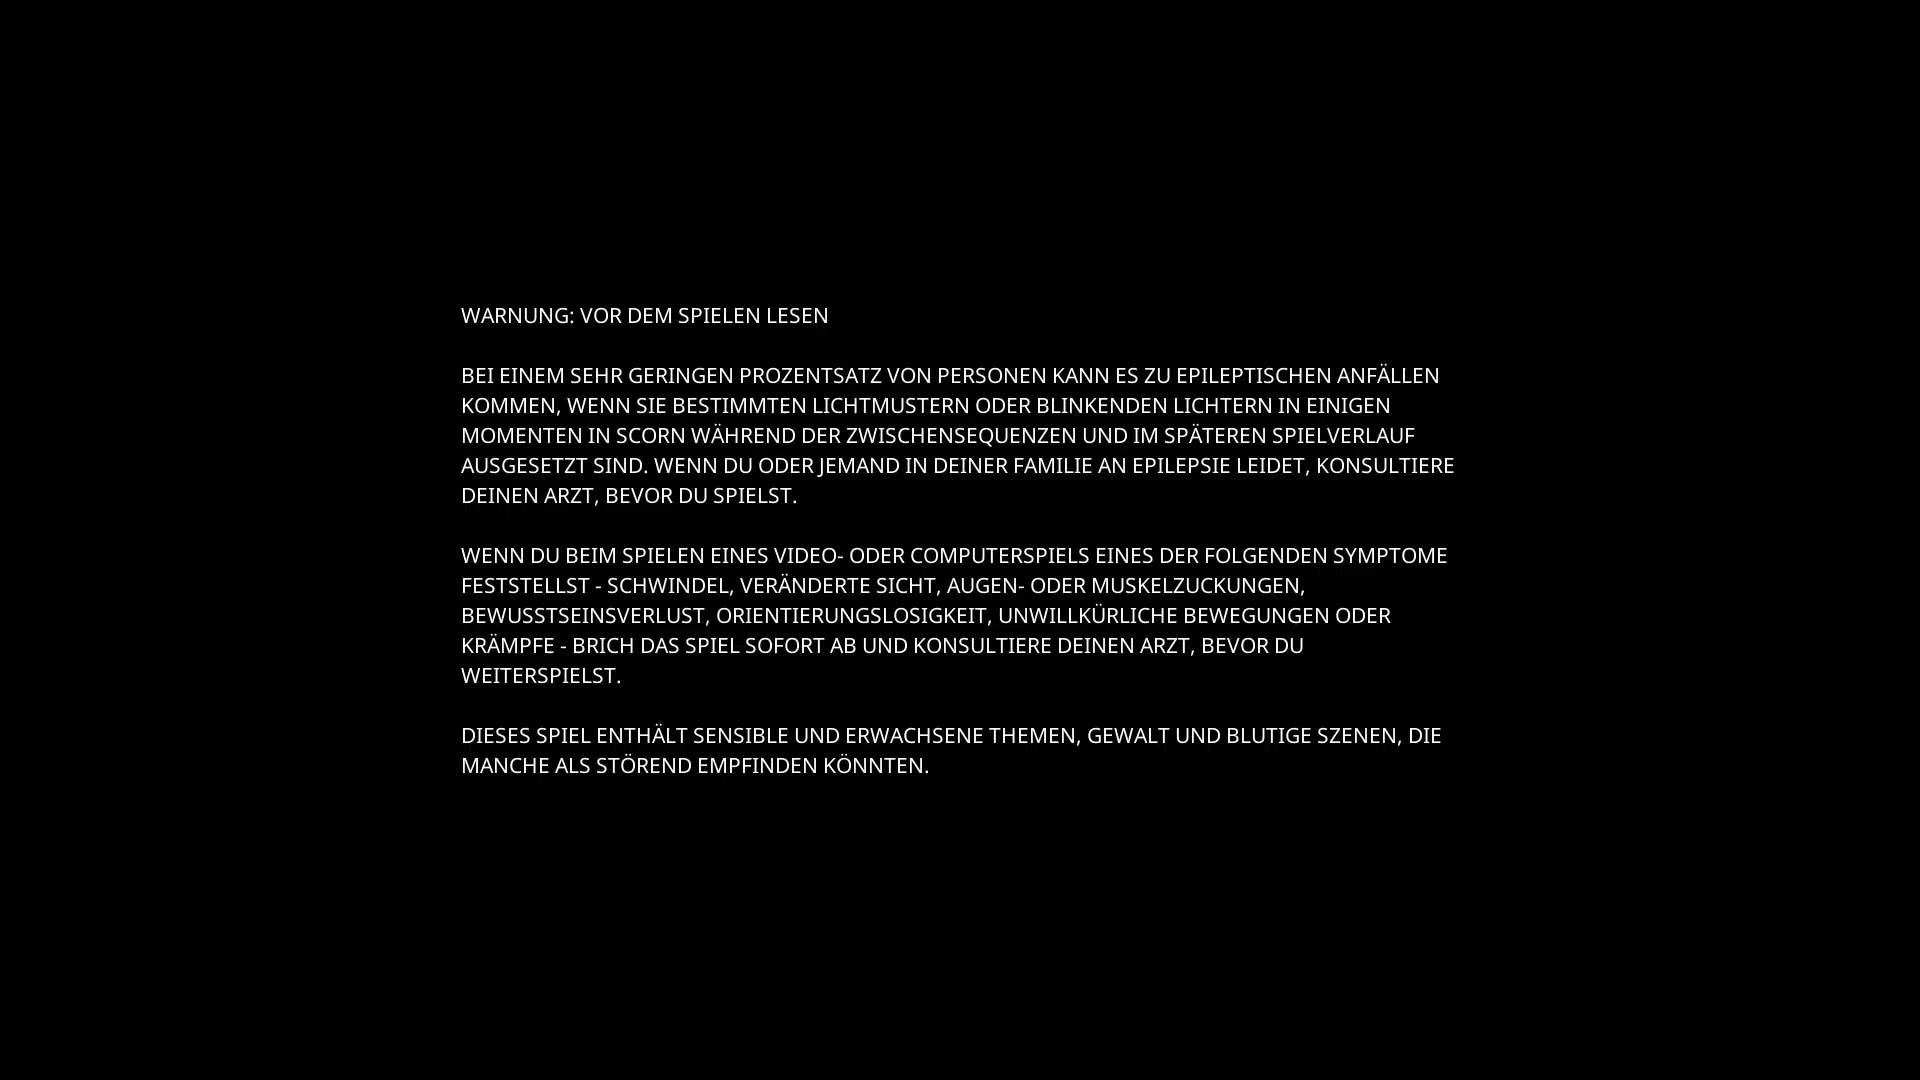 WARNUNG: VOR DEM SPIELEN LESEN
BEI EINEM SEHR GERINGEN PROZENTSATZ VON PERSONEN KANN ES ZU EPILEPTISCHEN ANFÄLLEN
KOMMEN, WENN SIE BESTIMMTEN LICHTMUSTERN ODER BLINKENDEN LICHTERN IN EINIGEN
MOMENTEN IN SCORN WÄHREND DER ZWISCHENSEQUENZEN UND IM SPÄTEREN SPIELVERLAUF
AUSGESETZT SIND. WENN DU ODER JEMAND IN DEINER FAMILIE AN EPILEPSIE LEIDET, KONSULTIERE
DEINEN ARZT, BEVOR DU SPIELST.
WENN DU BEIM SPIELEN EINES VIDEO- ODER COMPUTERSPIELS EINES DER FOLGENDEN SYMPTOME
FESTSTELLST - SCHWINDEL, VERÄNDERTE SICHT, AUGEN- ODER MUSKELZUCKUNGEN,
BEWUSSTSEINSVERLUST, ORIENTIERUNGSLOSIGKEIT, UNWILLKÜRLICHE BEWEGUNGEN ODER
KRÄMPFE - BRICH DAS SPIEL SOFORT AB UND KONSULTIERE DEINEN ARZT, BEVOR DU
WEITERSPIELST.
DIESES SPIEL ENTHÄLT SENSIBLE UND ERWACHSENE THEMEN, GEWALT UND BLUTIGE SZENEN, DIE
MANCHE ALS STÖREND EMPFINDEN KÖNNTEN.